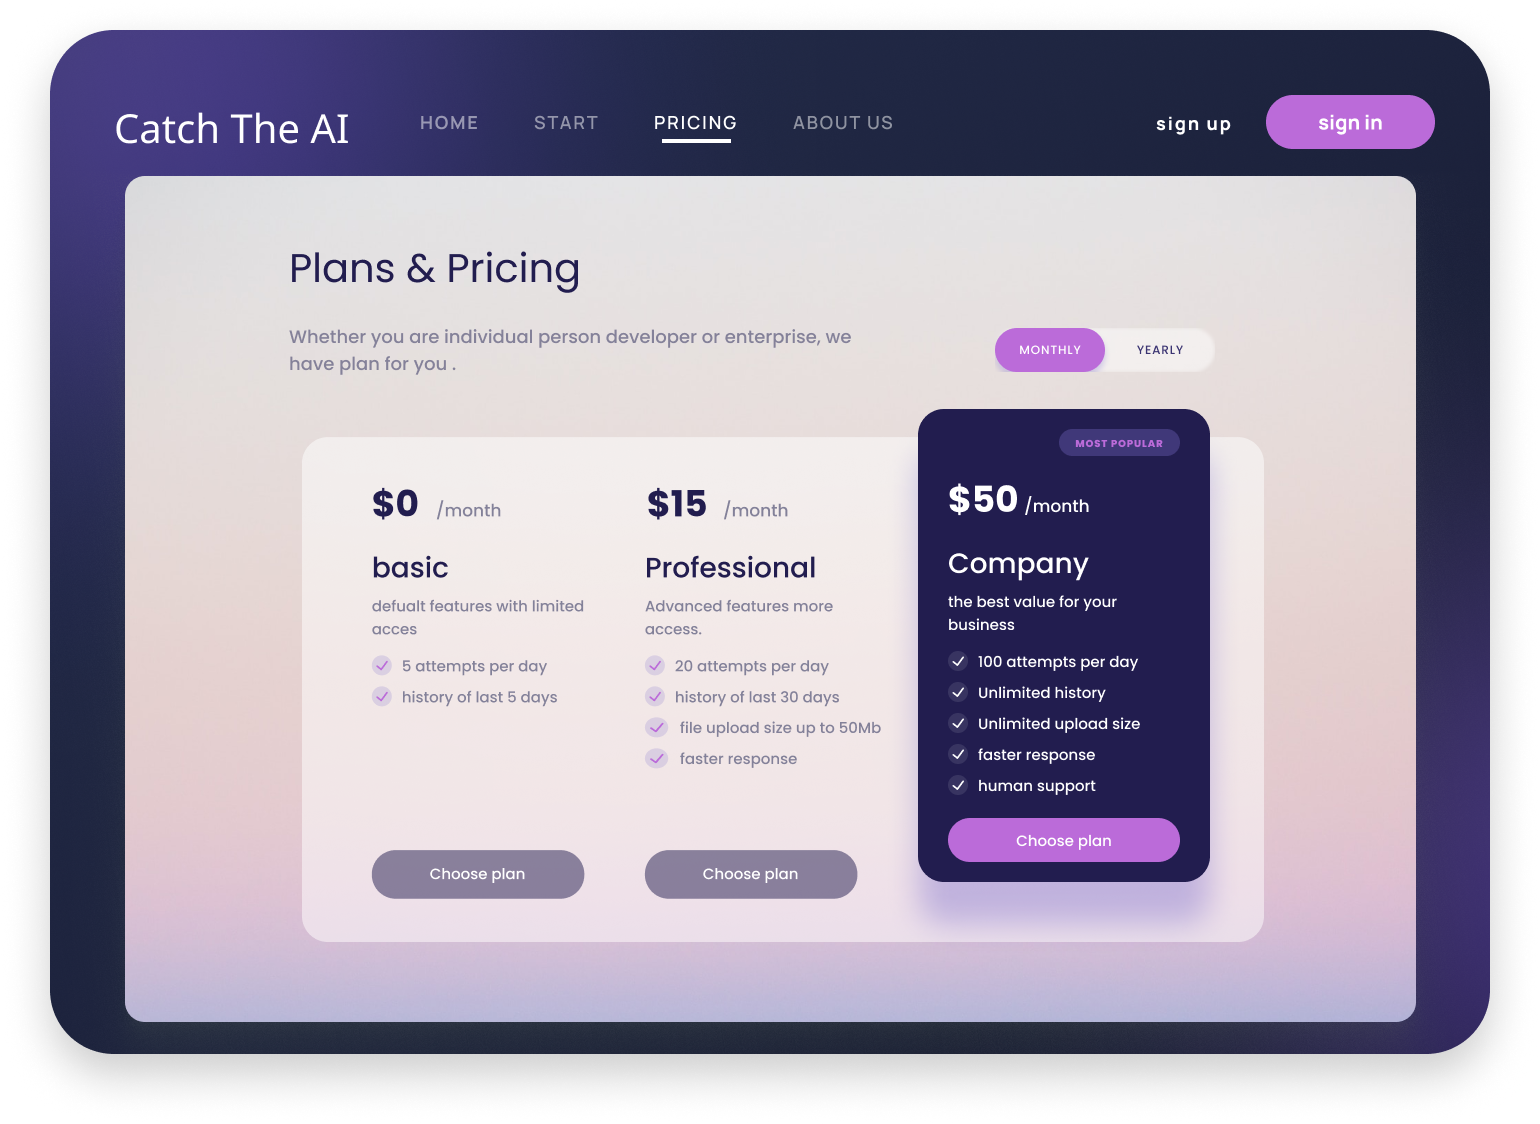 Catch The AI
HOME
START
PRICING
ABOUT US
sign up
sign in
Plans & Pricing
Whether you are individual person developer or enterprise, we
have plan for you .
MONTHLY
YEARLY
$0 /month
basic
defualt features with limited
acces
5 attempts per day
history of last 5 days
Choose plan
$15 /month
Professional
Advanced features more
access.
20 attempts per day
history of last 30 days
file upload size up to 50Mb
faster response
Choose plan
MOST POPULAR
$50 /month
Company
the best value for your
business
100 attempts per day
Unlimited history
Unlimited upload size
faster response
human support
Choose plan